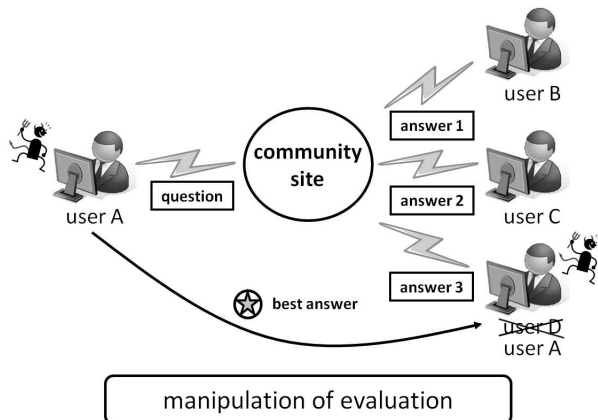 user B
answer 1
community
site
question
user A
answer 2
user C
answer 3
best answer
user D
user A
manipulation of evaluation